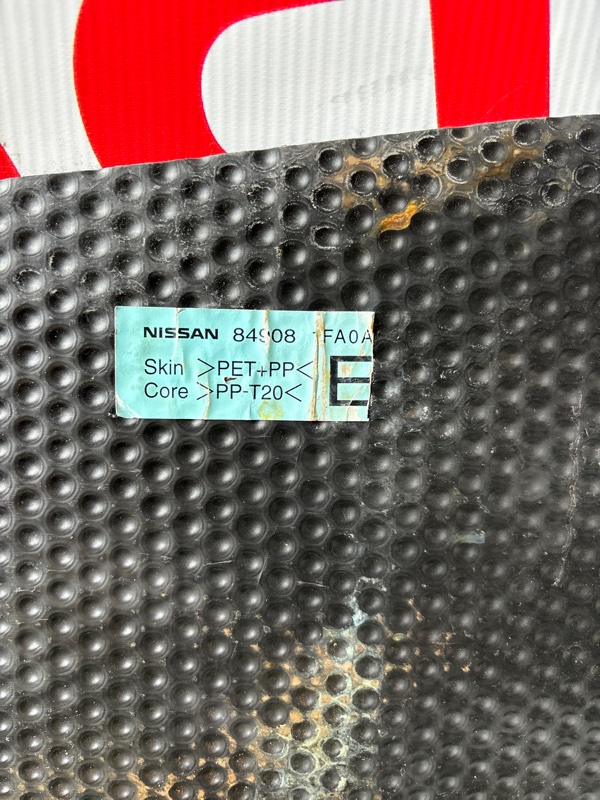 NISSAN 84908 -FA0A
Skin >PET+PP<
Core >PP-T20<
E